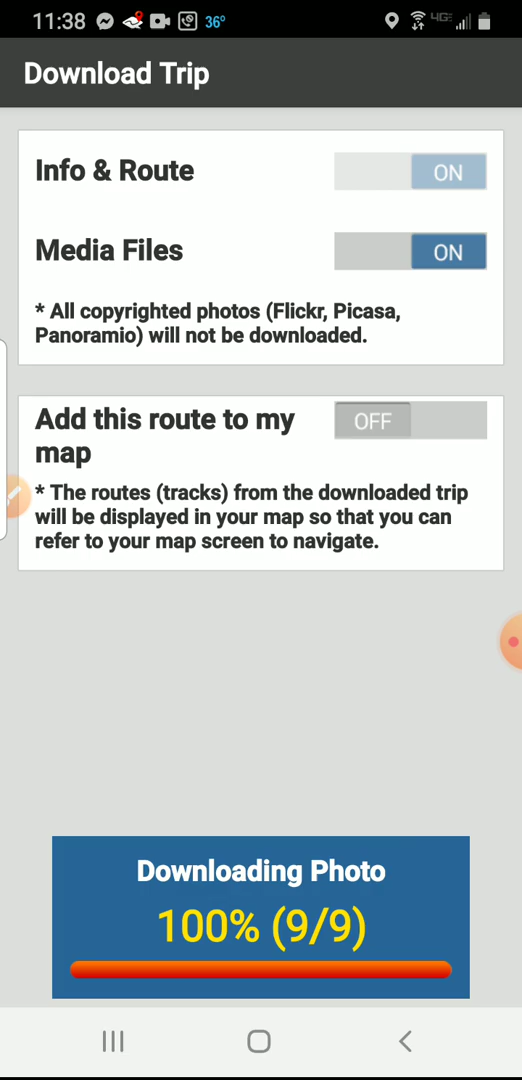 11:38 36° 4GE
Download Trip
Info & Route ON
Media Files ON
* All copyrighted photos (Flickr, Picasa,
Panoramio) will not be downloaded.
Add this route to my OFF
map
* The routes (tracks) from the downloaded trip
will be displayed in your map so that you can
refer to your map screen to navigate.
Downloading Photo
100% (9/9)